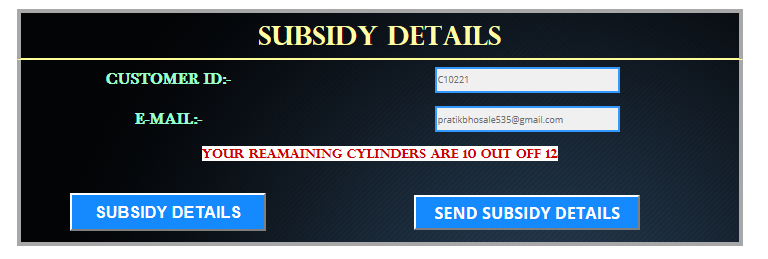 SUBSIDY DETAILS
CUSTOMER ID:- C10221
E-MAIL:- pratikbhosale535@gmail.com
YOUR REAMAINING CYLINDERS ARE 10 OUT OFF 12
SUBSIDY DETAILS SEND SUBSIDY DETAILS